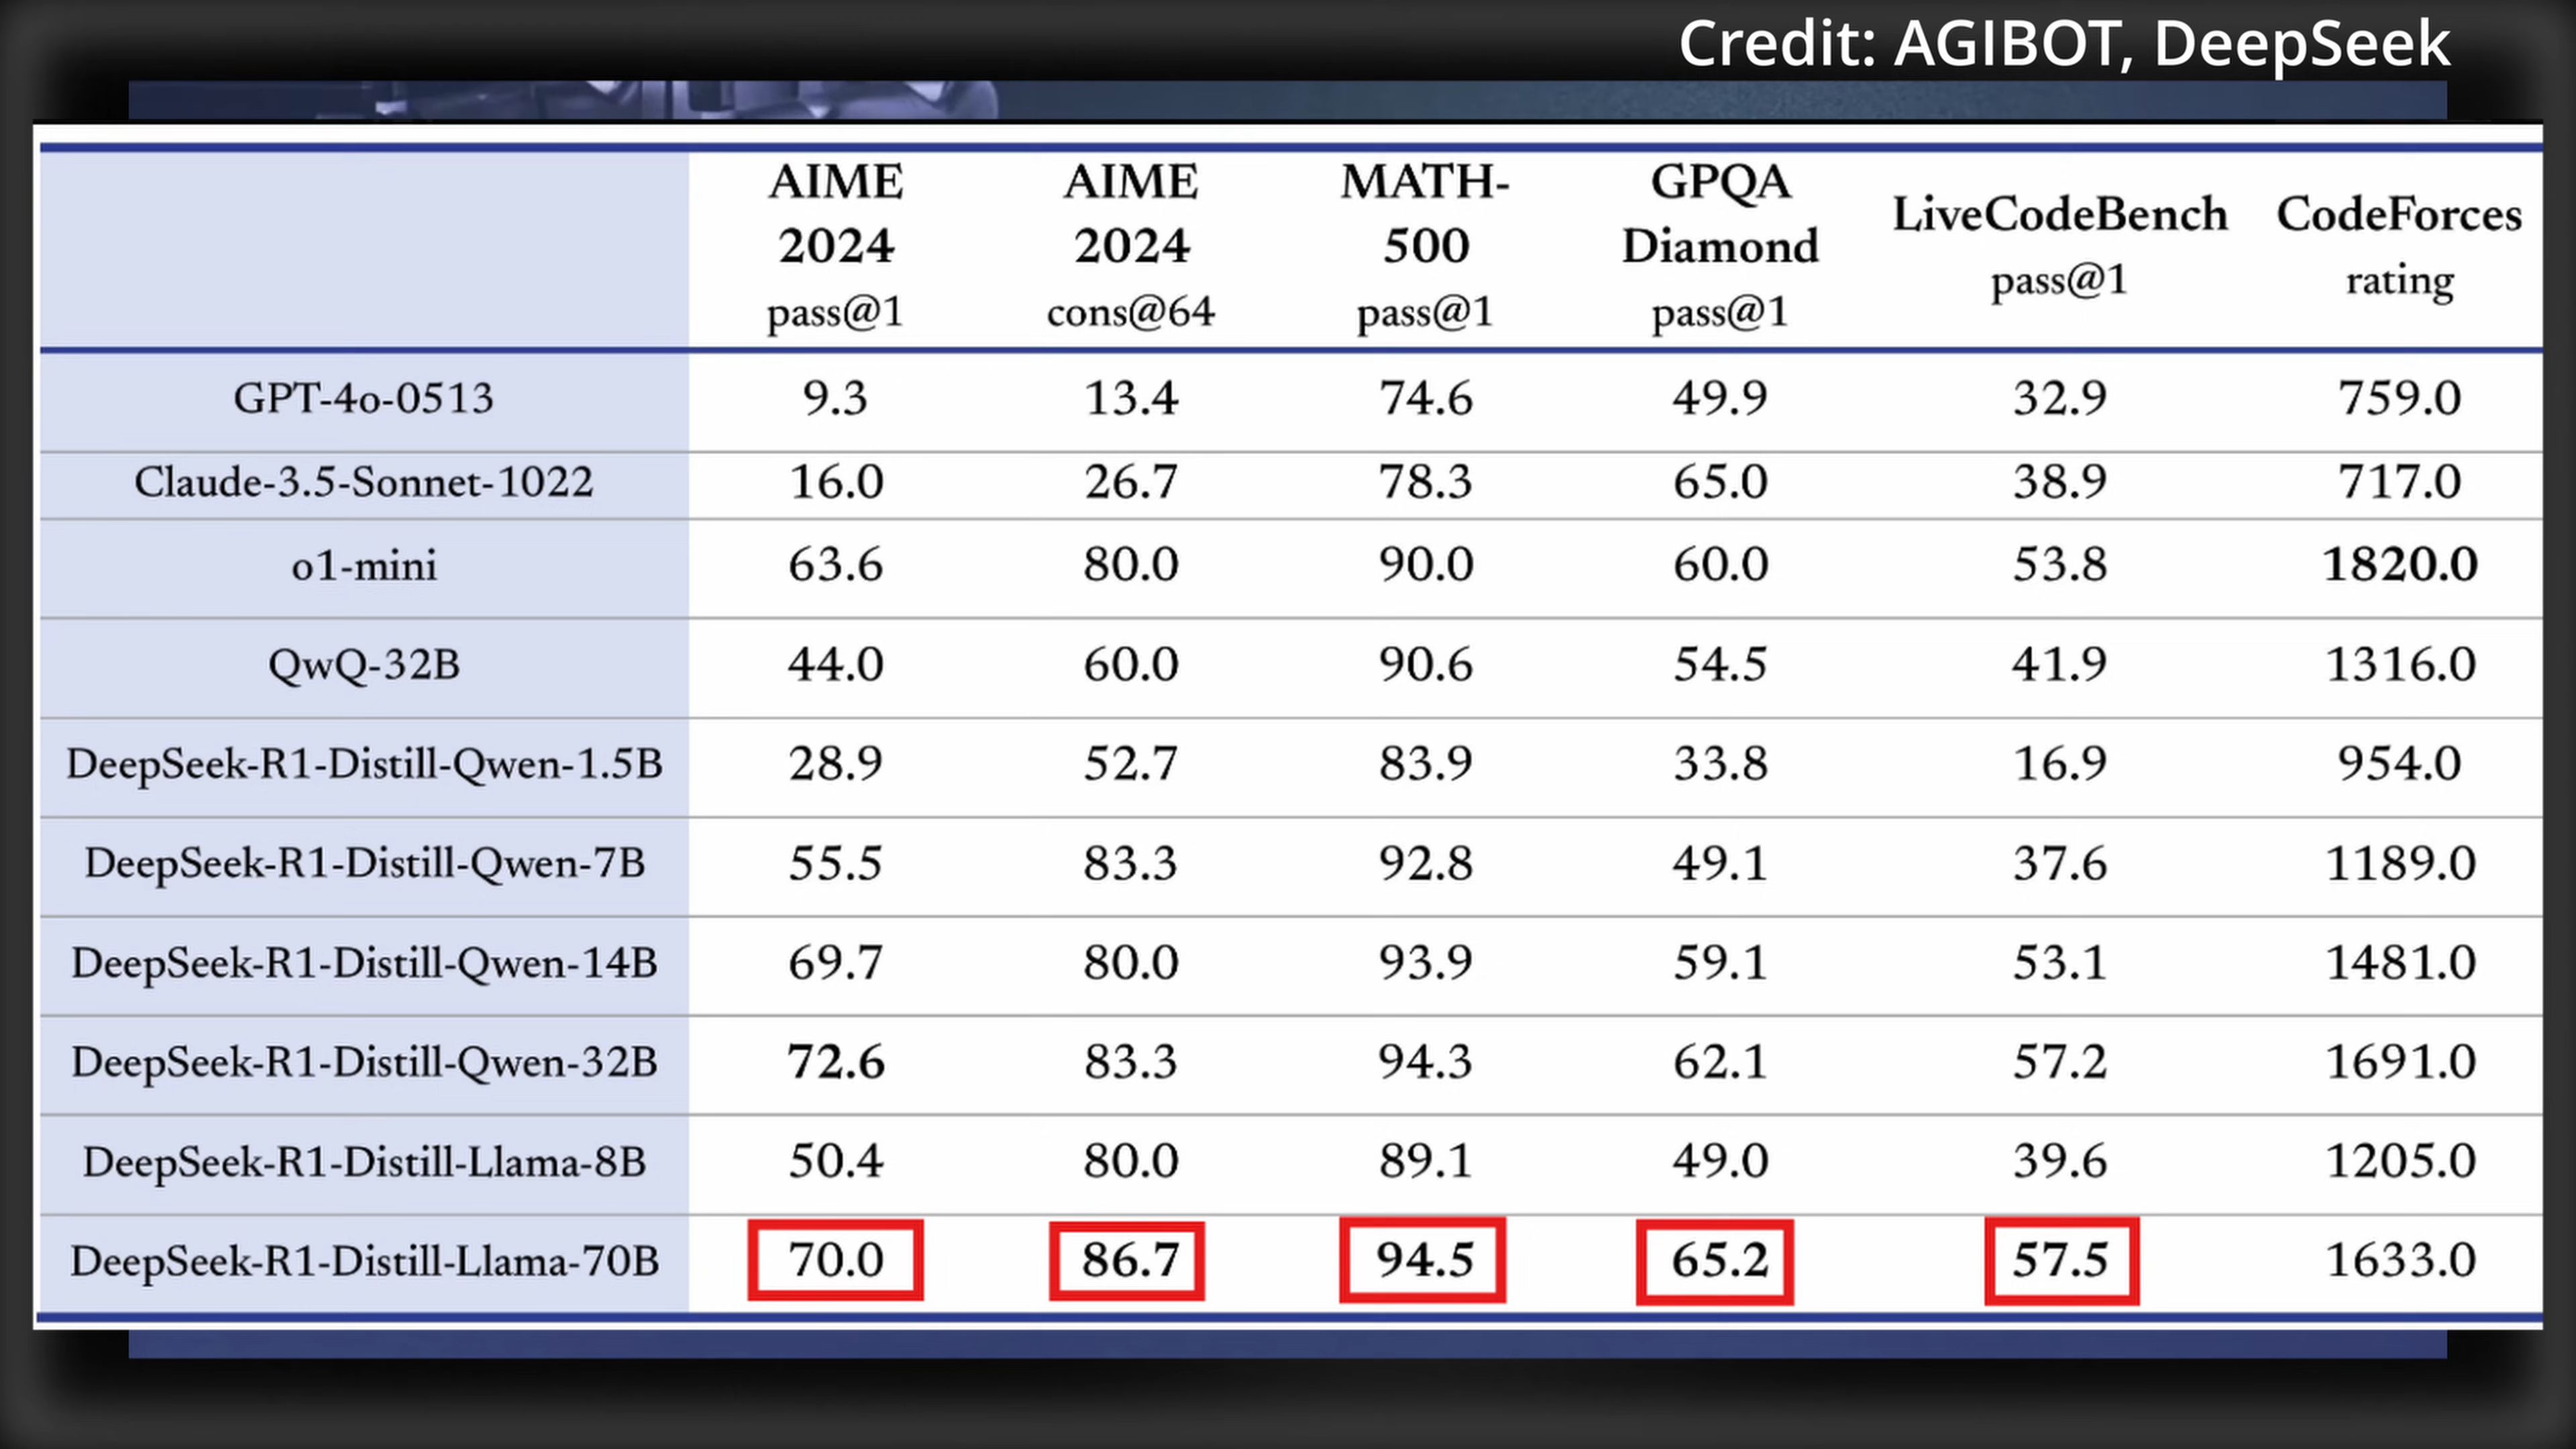 Credit: AGIBOT, DeepSeek
AIME 2024 pass@1 AIME 2024 cons@64 MATH-500 pass@1 GPQA Diamond pass@1 LiveCodeBench pass@1 CodeForces rating
GPT-4o-0513 9.3 13.4 74.6 49.9 32.9 759.0
Claude-3.5-Sonnet-1022 16.0 26.7 78.3 65.0 38.9 717.0
o1-mini 63.6 80.0 90.0 60.0 53.8 1820.0
QwQ-32B 44.0 60.0 90.6 54.5 41.9 1316.0
DeepSeek-R1-Distill-Qwen-1.5B 28.9 52.7 83.9 33.8 16.9 954.0
DeepSeek-R1-Distill-Qwen-7B 55.5 83.3 92.8 49.1 37.6 1189.0
DeepSeek-R1-Distill-Qwen-14B 69.7 80.0 93.9 59.1 53.1 1481.0
DeepSeek-R1-Distill-Qwen-32B 72.6 83.3 94.3 62.1 57.2 1691.0
DeepSeek-R1-Distill-Llama-8B 50.4 80.0 89.1 49.0 39.6 1205.0
DeepSeek-R1-Distill-Llama-70B 70.0 86.7 94.5 65.2 57.5 1633.0